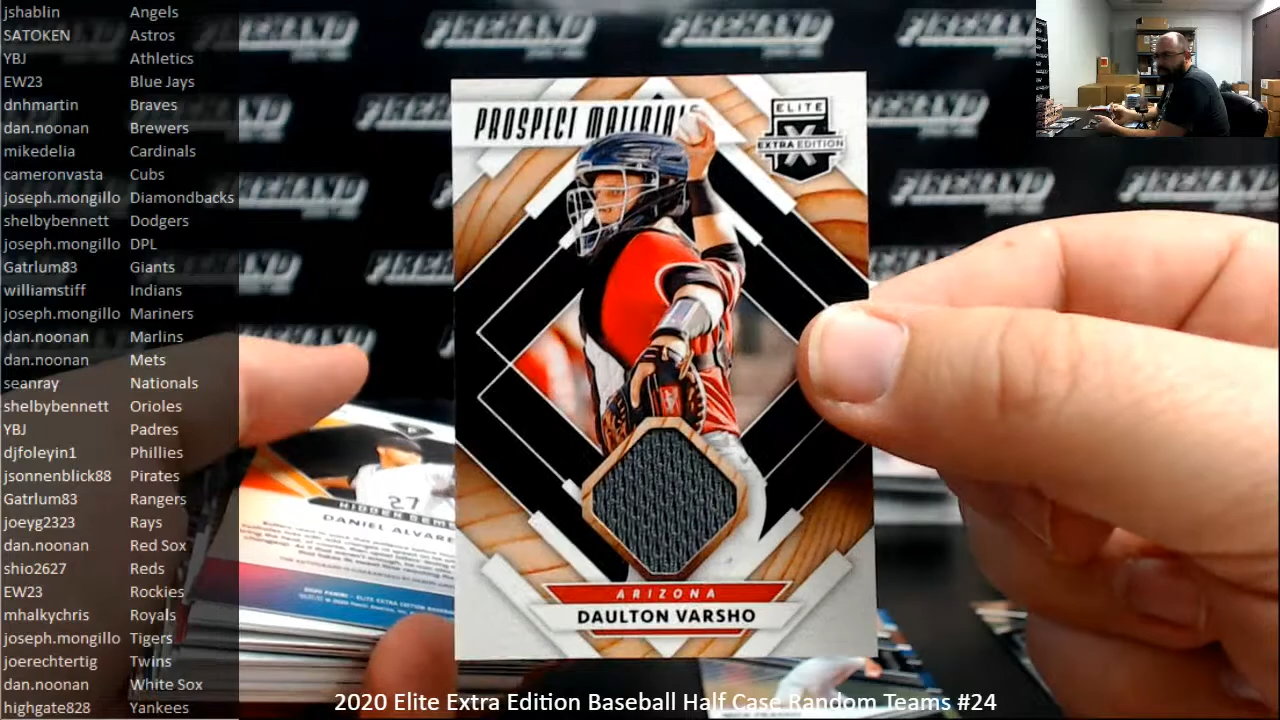 jshablin Angels
SATOKEN Astros
YBJ Athletics
EW23 Blue Jays
dnhmartin Braves
dan.noonan Brewers
mikedelia Cardinals
cameronvasta Cubs
joseph.mongillo Diamondbacks
shelbybennett Dodgers
joseph.mongillo DPL
Gatrlum83 Giants
williamstiff Indians
joseph.mongillo Mariners
dan.noonan Marlins
dan.noonan Mets
seanray Nationals
shelbybennett Orioles
YBJ Padres
djfoleyin1 Phillies
jsonnenblick88 Pirates
Gatrlum83 Rangers
joeyg2323 Rays
dan.noonan Red Sox
shio2627 Reds
EW23 Rockies
mhalkychris Royals
joseph.mongillo Tigers
joerechtertig Twins
dan.noonan White Sox
highgate828 Yankees
FIREHAND
PROSPECT MATERIALS
ELITE
X
EXTRA EDITION
ARIZONA
DAULTON VARSHO
27
DANIEL ALVARE
2020 Elite Extra Edition Baseball Half Case Random Teams #24